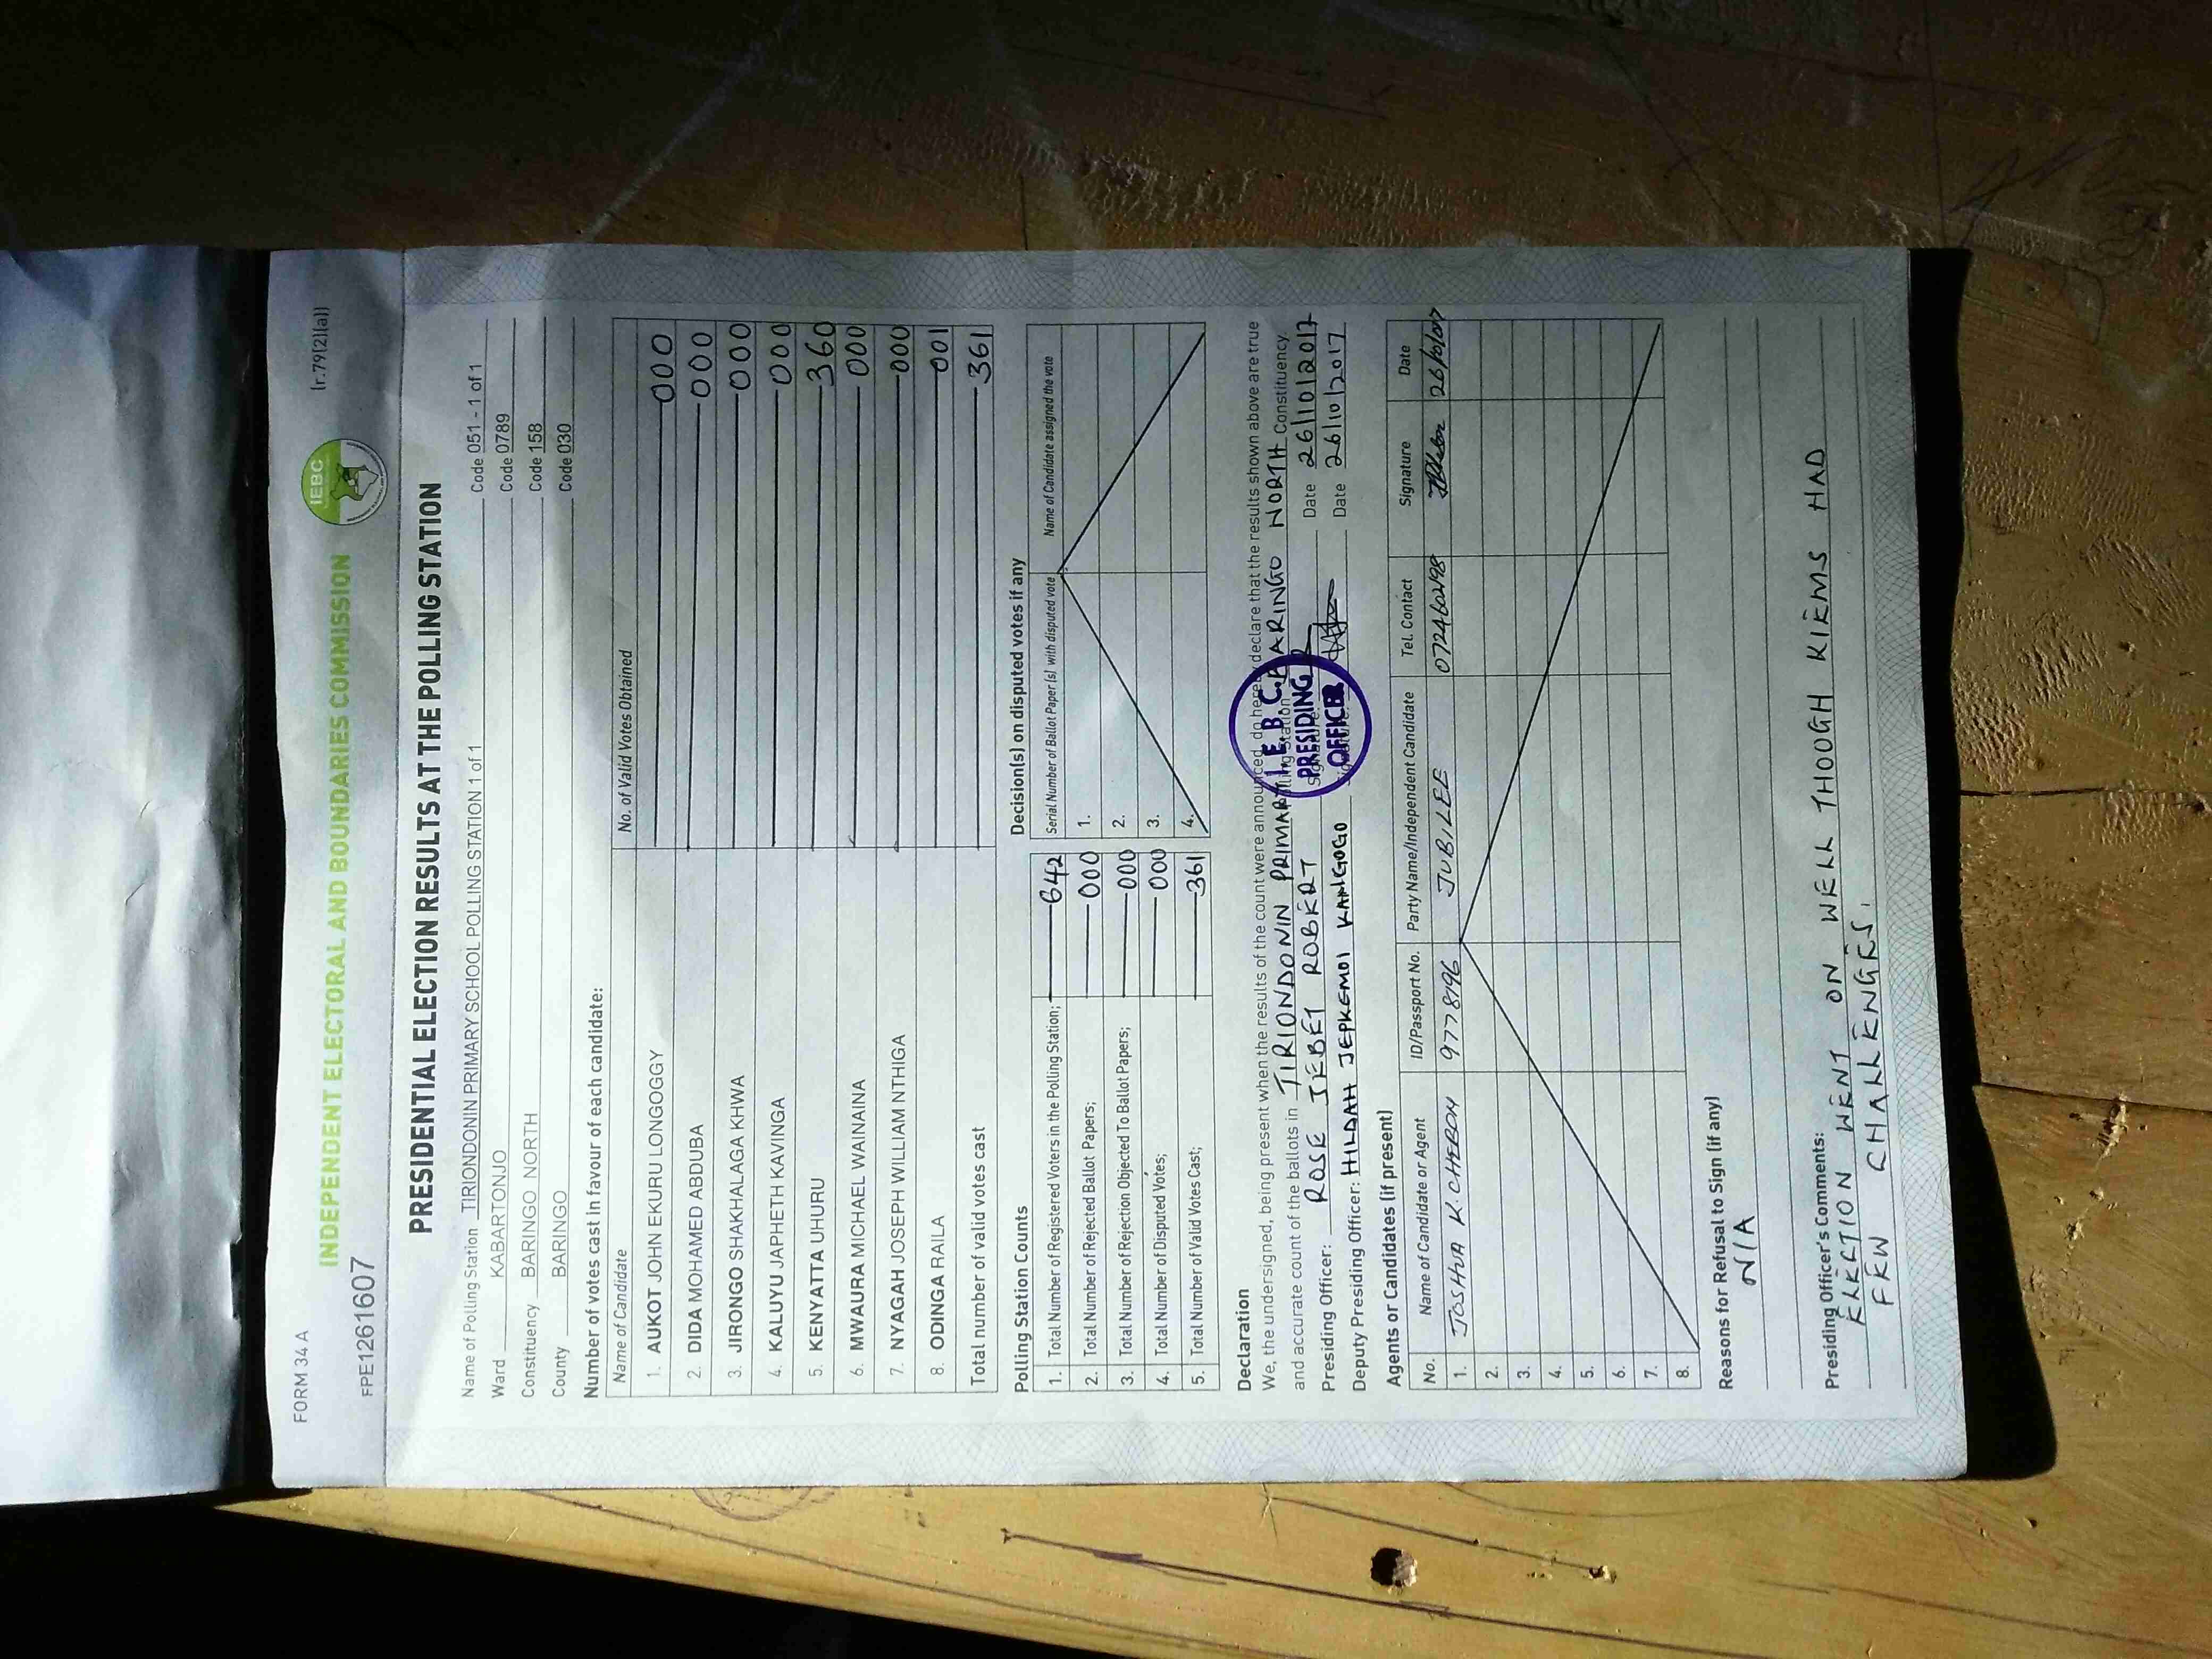 FORM 34 A
(r.79(2)(a))
INDEPENDENT ELECTORAL AND BOUNDARIES COMMISSION
IEBC
FPE1261607
PRESIDENTIAL ELECTION RESULTS AT THE POLLING STATION
Name of Polling Station TIRIONDONIN PRIMARY SCHOOL POLLING STATION 1 of 1 Code 051 - 1 of 1
Ward KABARTONJO Code 0789
Constituency BARINGO NORTH Code 158
County BARINGO Code 030
Number of votes cast in favour of each candidate:
Name of Candidate No. of Valid Votes Obtained
1. AUKOT JOHN EKURU LONGOGGY 000
2. DIDA MOHAMED ABDUBA 000
3. JIRONGO SHAKHALAGA KHWA 000
4. KALUYU JAPHETH KAVINGA 000
5. KENYATTA UHURU 360
6. MWAURA MICHAEL WAINAINA 000
7. NYAGAH JOSEPH WILLIAM NTHIGA 000
8. ODINGA RAILA 001
Total number of valid votes cast 361
Polling Station Counts
1. Total Number of Registered Voters in the Polling Station; 642
2. Total Number of Rejected Ballot Papers; 000
3. Total Number of Rejection Objected To Ballot Papers; 000
4. Total Number of Disputed Votes; 000
5. Total Number of Valid Votes Cast; 361
Decision(s) on disputed votes if any
Serial Number of Ballot Paper (s) with disputed vote Name of Candidate assigned the vote
1.
2.
3.
4.
Declaration
We, the undersigned, being present when the results of the count were announced, do hereby declare that the results shown above are true
and accurate count of the ballots in TIRIONDONIN PRIMARY Polling Station BARINGO NORTH Constituency.
Presiding Officer: ROSE JEBET ROBERT Date 26/10/2017
Deputy Presiding Officer: HILDAH JEPKEMOI KANGOGO Date 26/10/2017
I.E.B.C.
PRESIDING
OFFICER
Agents or Candidates (if present)
No. Name of Candidate or Agent ID/Passport No. Party Name/Independent Candidate Tel. Contact Signature Date
1. JOSHUA K. CHEBON 9778196 JUBILEE
2.
3.
4.
5.
6.
7.
8.
Reasons for Refusal to Sign (if any)
N/A
Presiding Officer's Comments:
ELECTION WENT ON WELL THOUGH KIEMS HAD
FEW CHALLENGES.